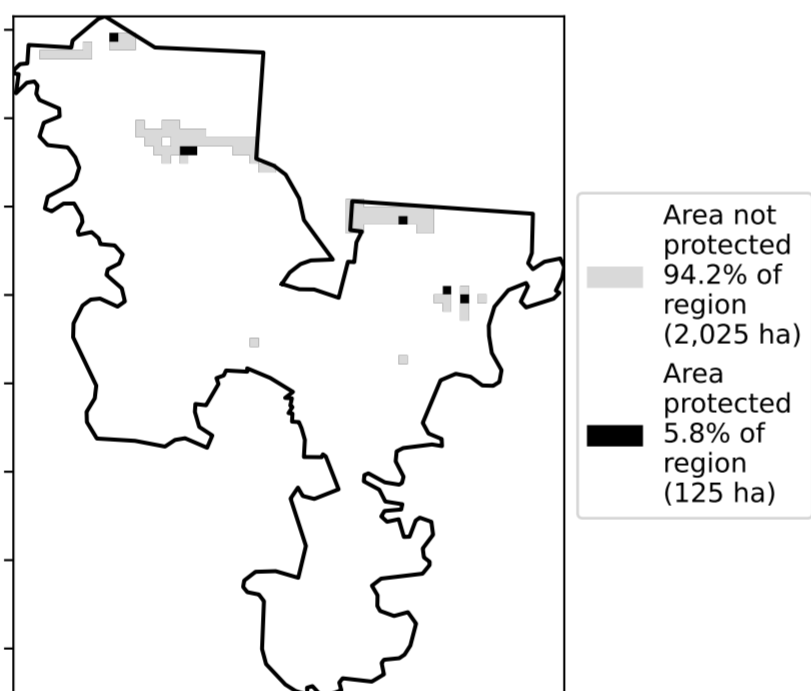 Area not
protected
94.2% of
region
(2,025 ha)
Area
protected
5.8% of
region
(125 ha)